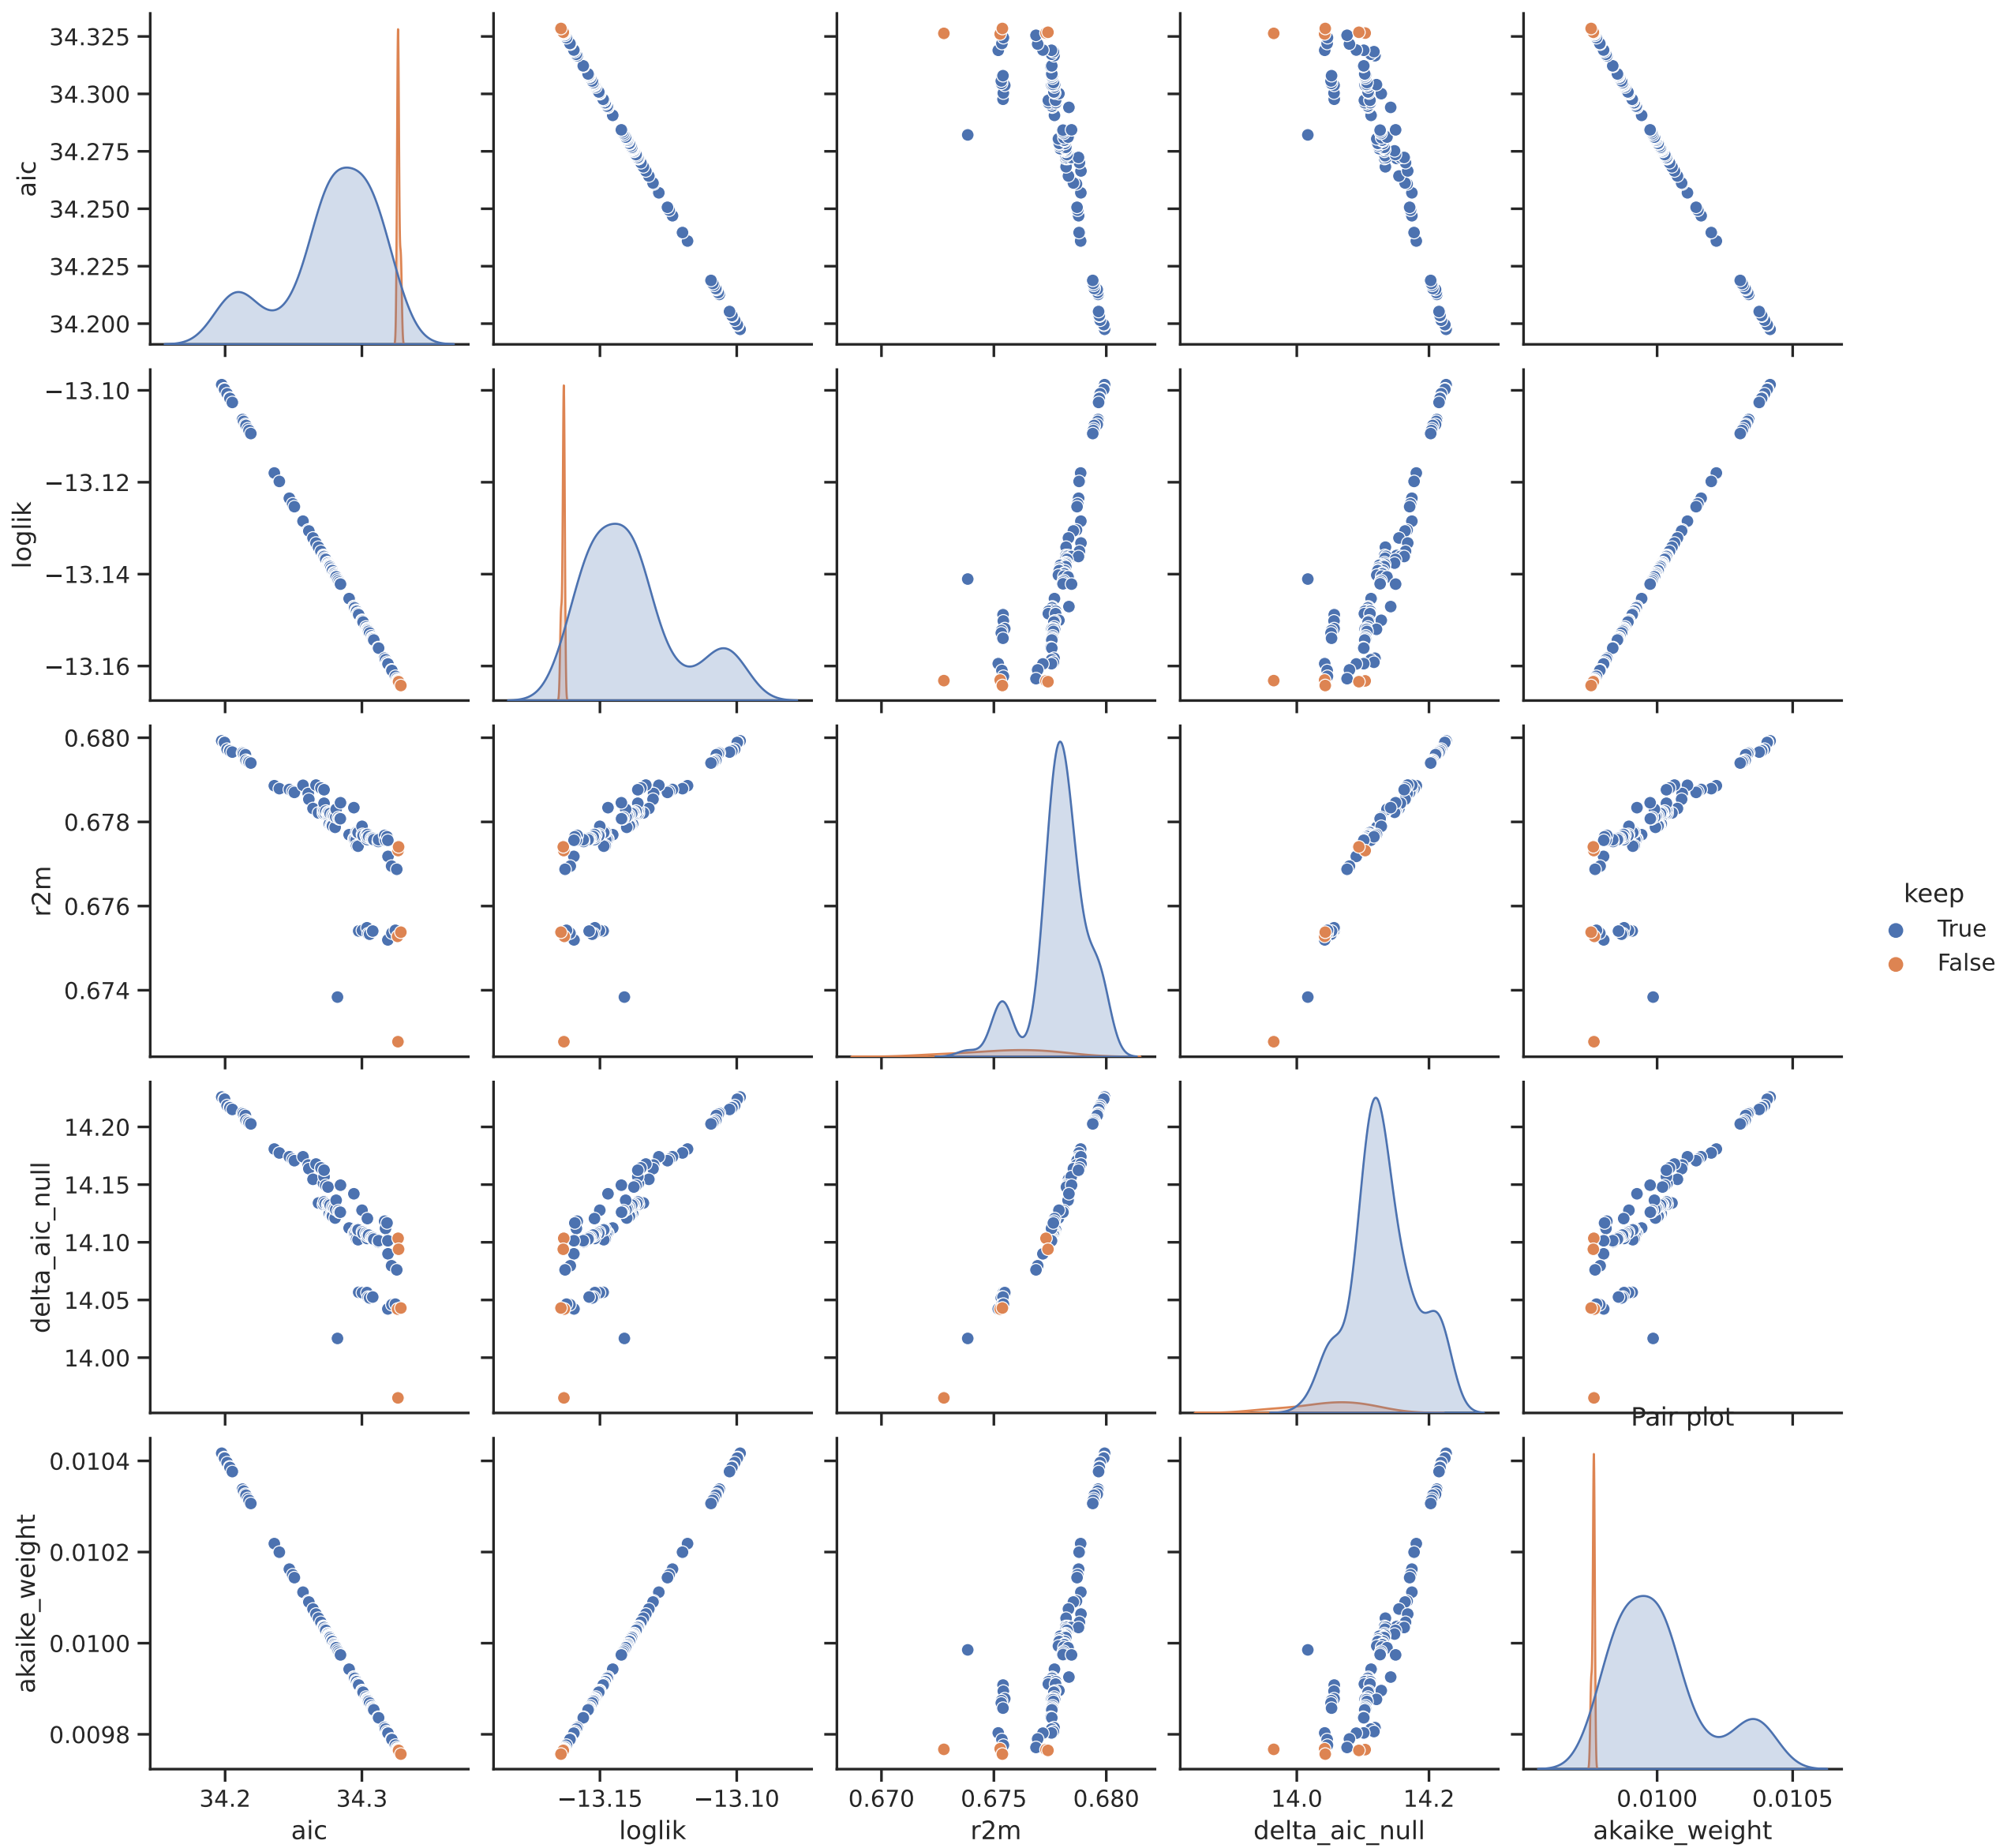 34.325
34.300
34.275
34.250
34.225
34.200
aic
−13.10
−13.12
−13.14
−13.16
loglik
0.680
0.678
0.676
0.674
r2m
keep
True
False
14.20
14.15
14.10
14.05
14.00
delta_aic_null
Pair plot
0.0104
0.0102
0.0100
0.0098
akaike_weight
34.2 34.3
−13.15 −13.10
0.670 0.675 0.680
14.0 14.2
0.0100 0.0105
aic
loglik
r2m
delta_aic_null
akaike_weight